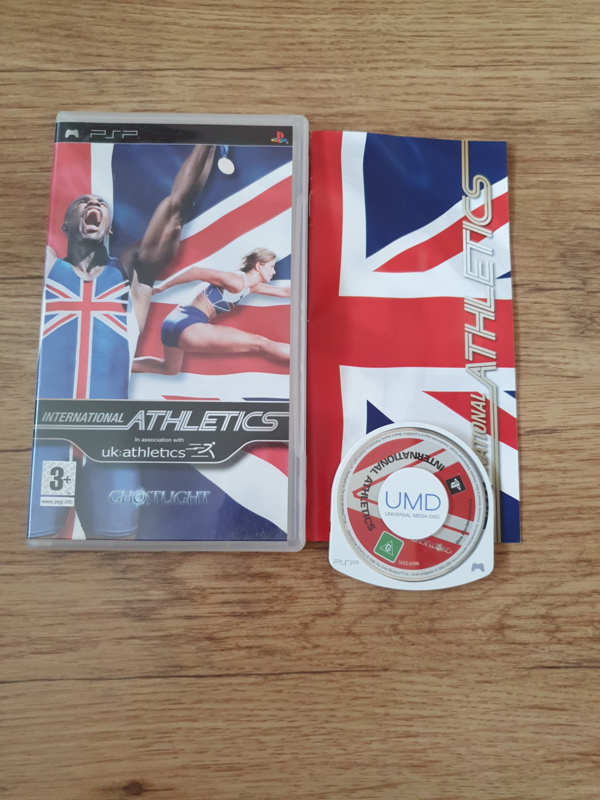 PSP
INTERNATIONAL ATHLETICS
In association with
uk:athletics
3+
www.pegi.info
GHOSTLIGHT
INTERNATIONAL ATHLETICS
INTERNATIONAL ATHLETICS
UMD
UNIVERSAL MEDIA DISC
G
PSP